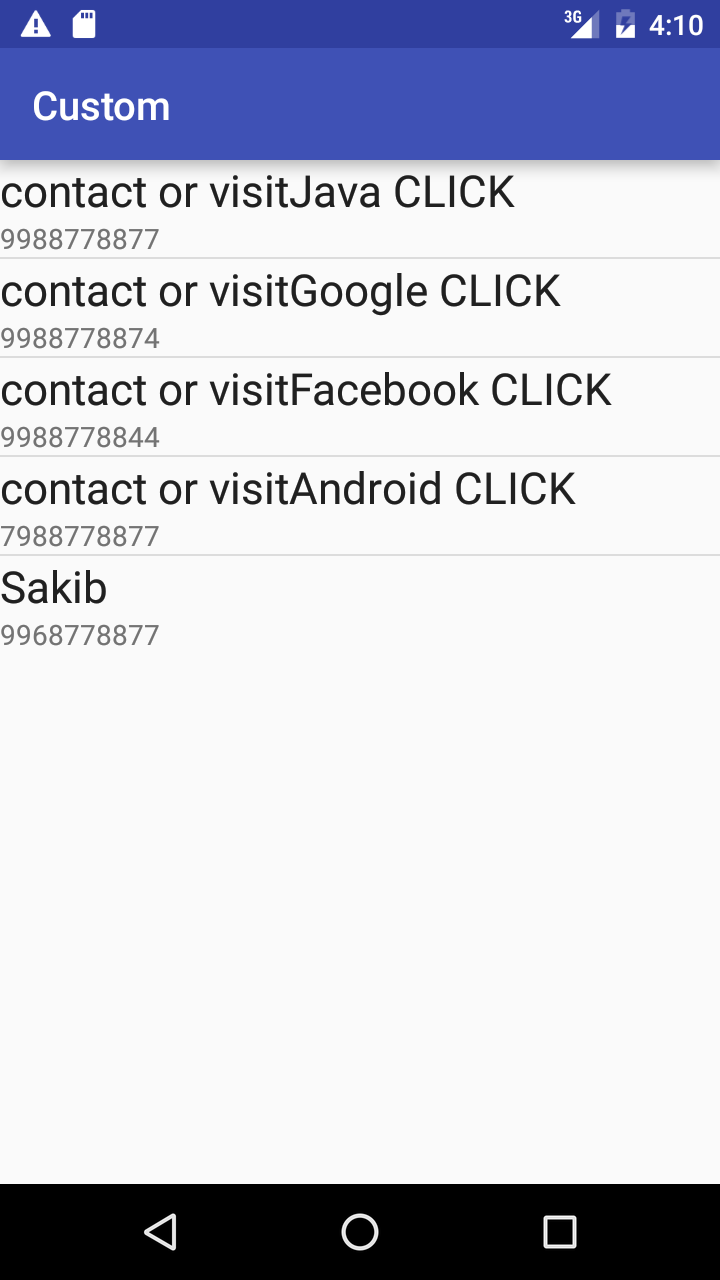 3G 4:10
Custom
contact or visitJava CLICK
9988778877
contact or visitGoogle CLICK
9988778874
contact or visitFacebook CLICK
9988778844
contact or visitAndroid CLICK
7988778877
Sakib
9968778877